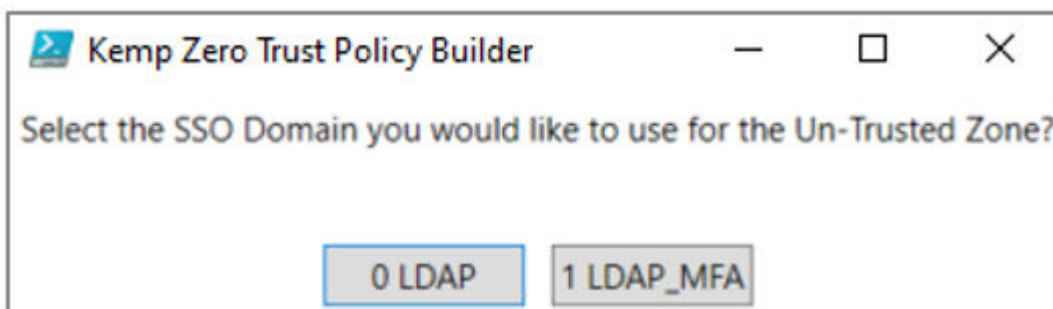 Kemp Zero Trust Policy Builder
Select the SSO Domain you would like to use for the Un-Trusted Zone?
0 LDAP 1 LDAP_MFA